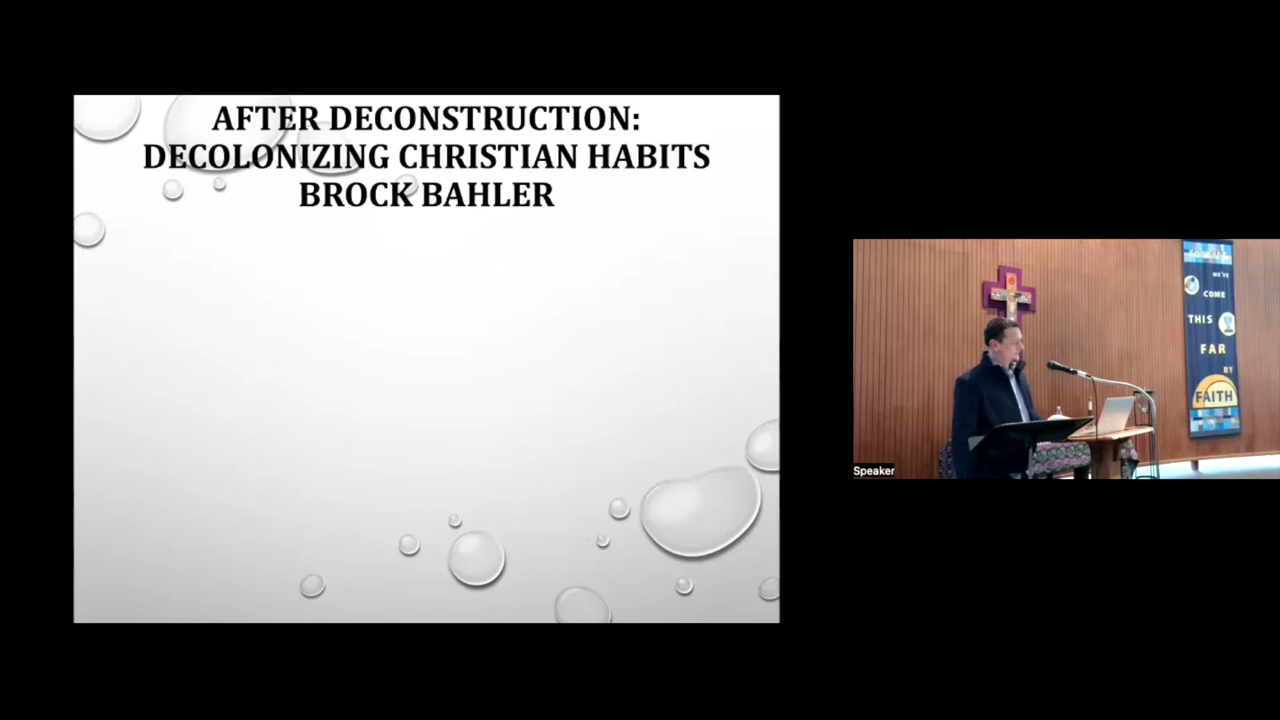 AFTER DECONSTRUCTION:
DECOLONIZING CHRISTIAN HABITS
BROCK BAHLER
WE'VE
COME
THIS
FAR
BY
FAITH
Speaker